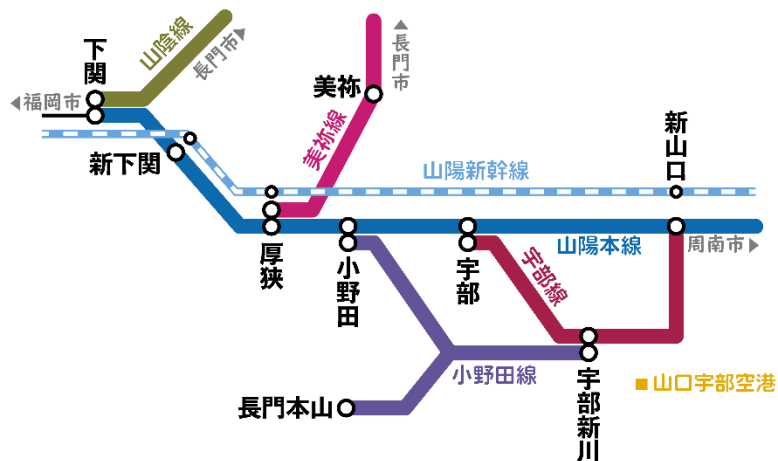 山陰線
長門市▶
下関
◀福岡市
▲長門市
美祢
美祢線
新下関
新山口
山陽新幹線
厚狭
小野田
宇部
宇部線
山陽本線
周南市▶
小野田線
長門本山
宇部新川
■山口宇部空港